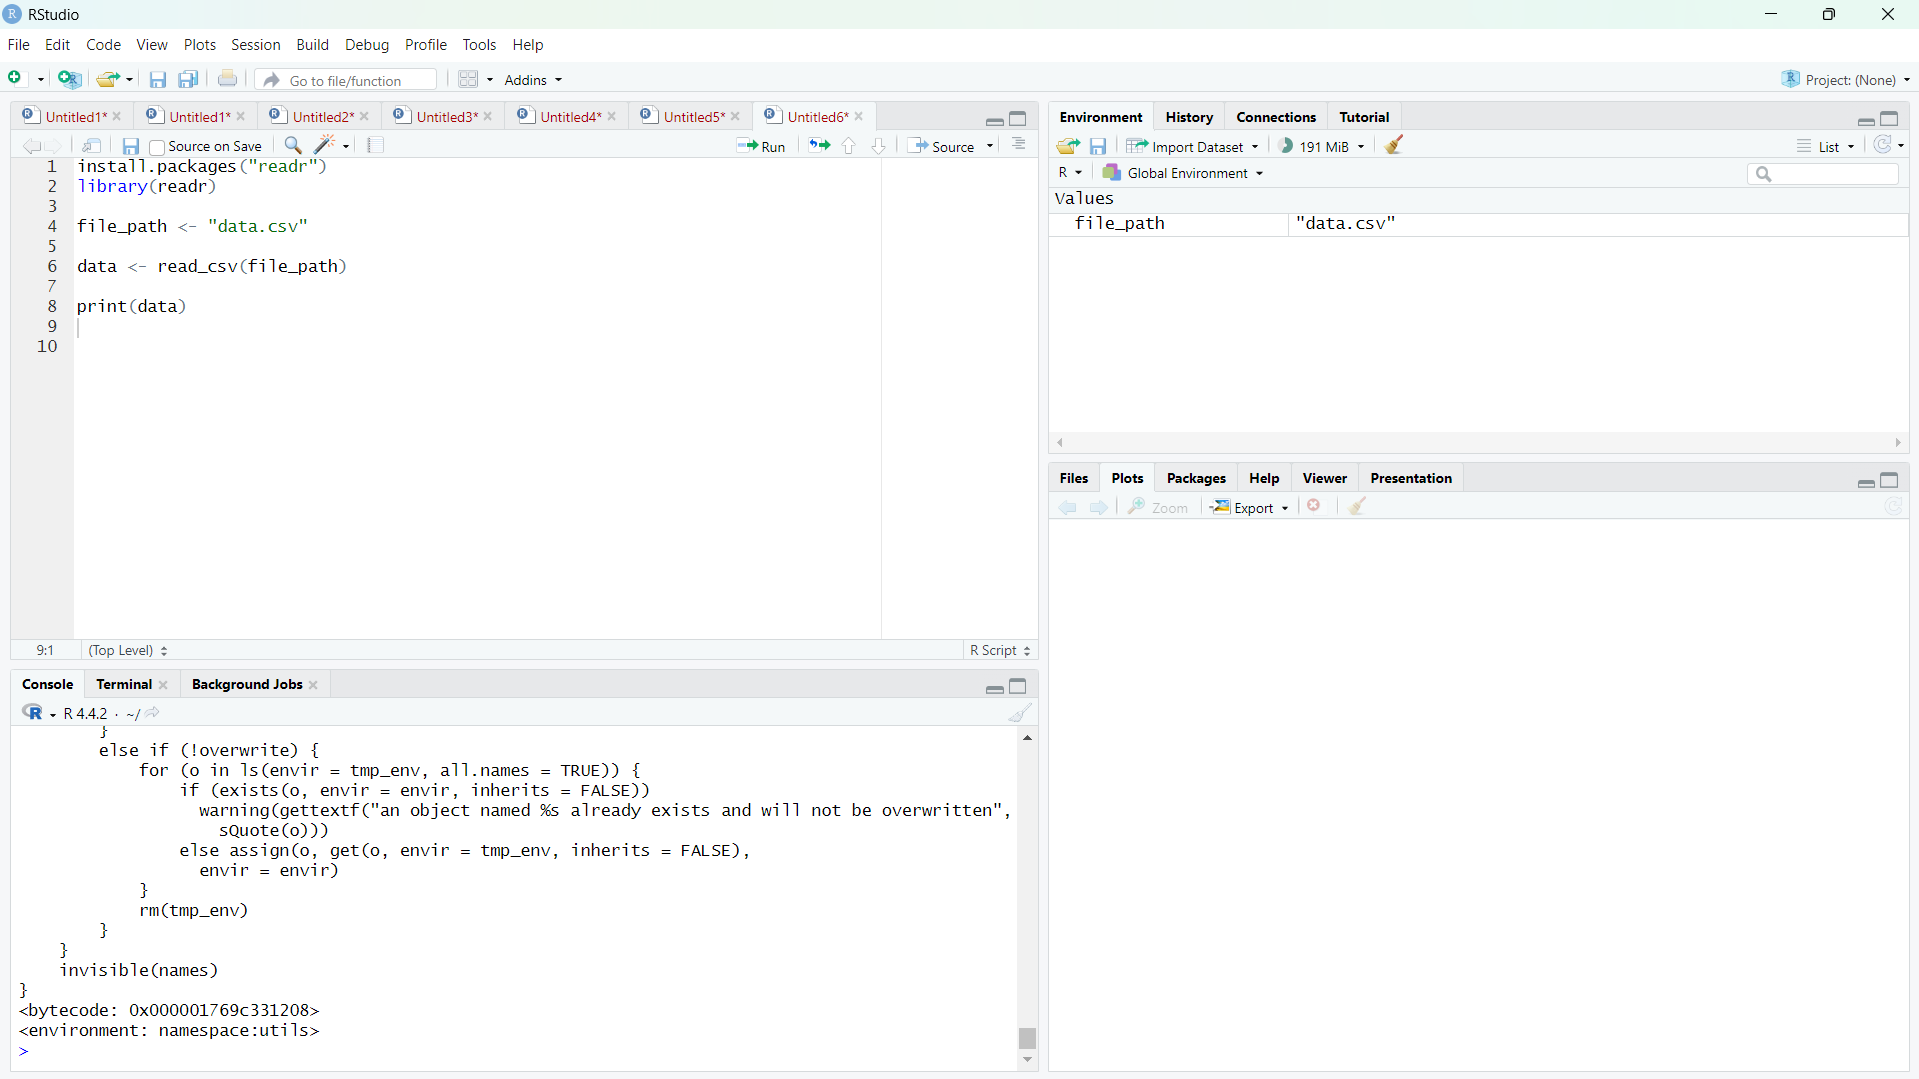 RStudio
File Edit Code View Plots Session Build Debug Profile Tools Help
Go to file/function Addins Project: (None)
Untitled1* Untitled1* Untitled2* Untitled3* Untitled4* Untitled5* Untitled6*
Source on Save Run Source
1 install.packages("readr")
2 library(readr)
3
4 file_path <- "data.csv"
5
6 data <- read_csv(file_path)
7
8 print(data)
9
10
9:1 (Top Level) R Script
Console Terminal Background Jobs
R 4.4.2 · ~/
}
else if (!overwrite) {
for (o in ls(envir = tmp_env, all.names = TRUE)) {
if (exists(o, envir = envir, inherits = FALSE))
warning(gettextf("an object named %s already exists and will not be overwritten",
sQuote(o)))
else assign(o, get(o, envir = tmp_env, inherits = FALSE),
envir = envir)
}
rm(tmp_env)
}
}
invisible(names)
}
<bytecode: 0x000001769c331208>
<environment: namespace:utils>
>
Environment History Connections Tutorial
Import Dataset 191 MiB List
R Global Environment
Values
file_path "data.csv"
Files Plots Packages Help Viewer Presentation
Zoom Export